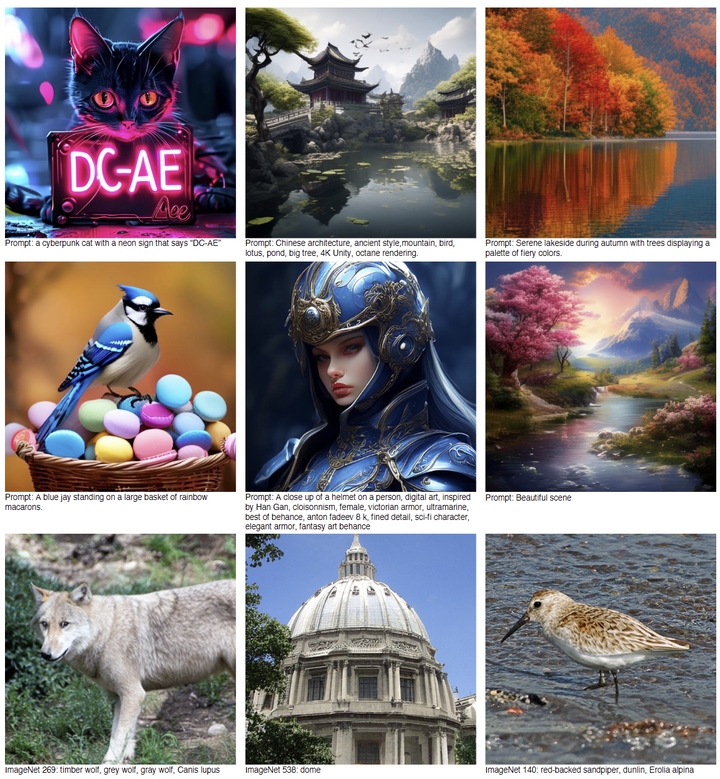 DC-AE
Prompt: a cyberpunk cat with a neon sign that says "DC-AE"
Prompt: Chinese architecture, ancient style,mountain, bird,
lotus, pond, big tree, 4K Unity, octane rendering.
Prompt: Serene lakeside during autumn with trees displaying a
palette of fiery colors.
Prompt: A blue jay standing on a large basket of rainbow
macarons.
Prompt: A close up of a helmet on a person, digital art, inspired
by Han Gan, cloisonnism, female, victorian armor, ultramarine,
best of behance, anton fadeev 8 k, fined detail, sci-fi character,
elegant armor, fantasy art behance
Prompt: Beautiful scene
ImageNet 269: timber wolf, grey wolf, gray wolf, Canis lupus
ImageNet 538: dome
ImageNet 140: red-backed sandpiper, dunlin, Erolia alpina